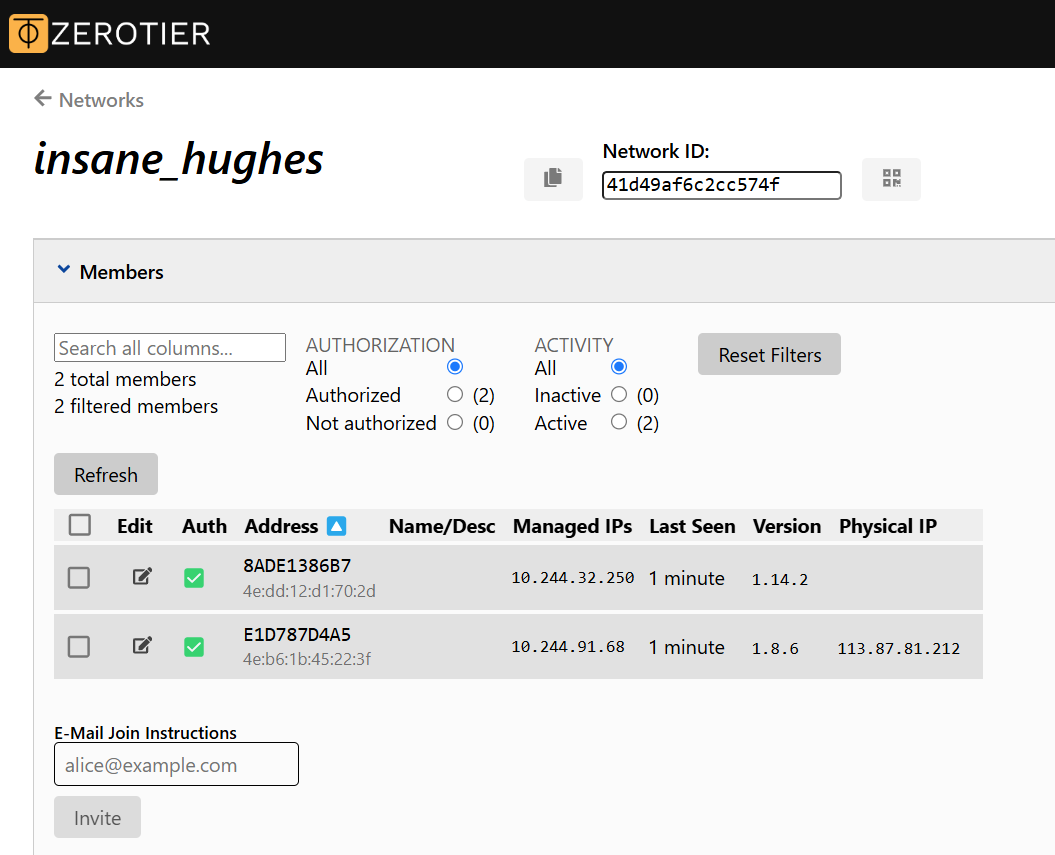 ZEROTIER
Networks
insane_hughes
Network ID:
41d49af6c2cc574f
Members
Search all columns...
2 total members
2 filtered members
AUTHORIZATION
All
Authorized (2)
Not authorized (0)
ACTIVITY
All
Inactive (0)
Active (2)
Reset Filters
Refresh
Edit Auth Address Name/Desc Managed IPs Last Seen Version Physical IP
8ADE1386B7
4e:dd:12:d1:70:2d
10.244.32.250 1 minute 1.14.2
E1D787D4A5
4e:b6:1b:45:22:3f
10.244.91.68 1 minute 1.8.6 113.87.81.212
E-Mail Join Instructions
alice@example.com
Invite